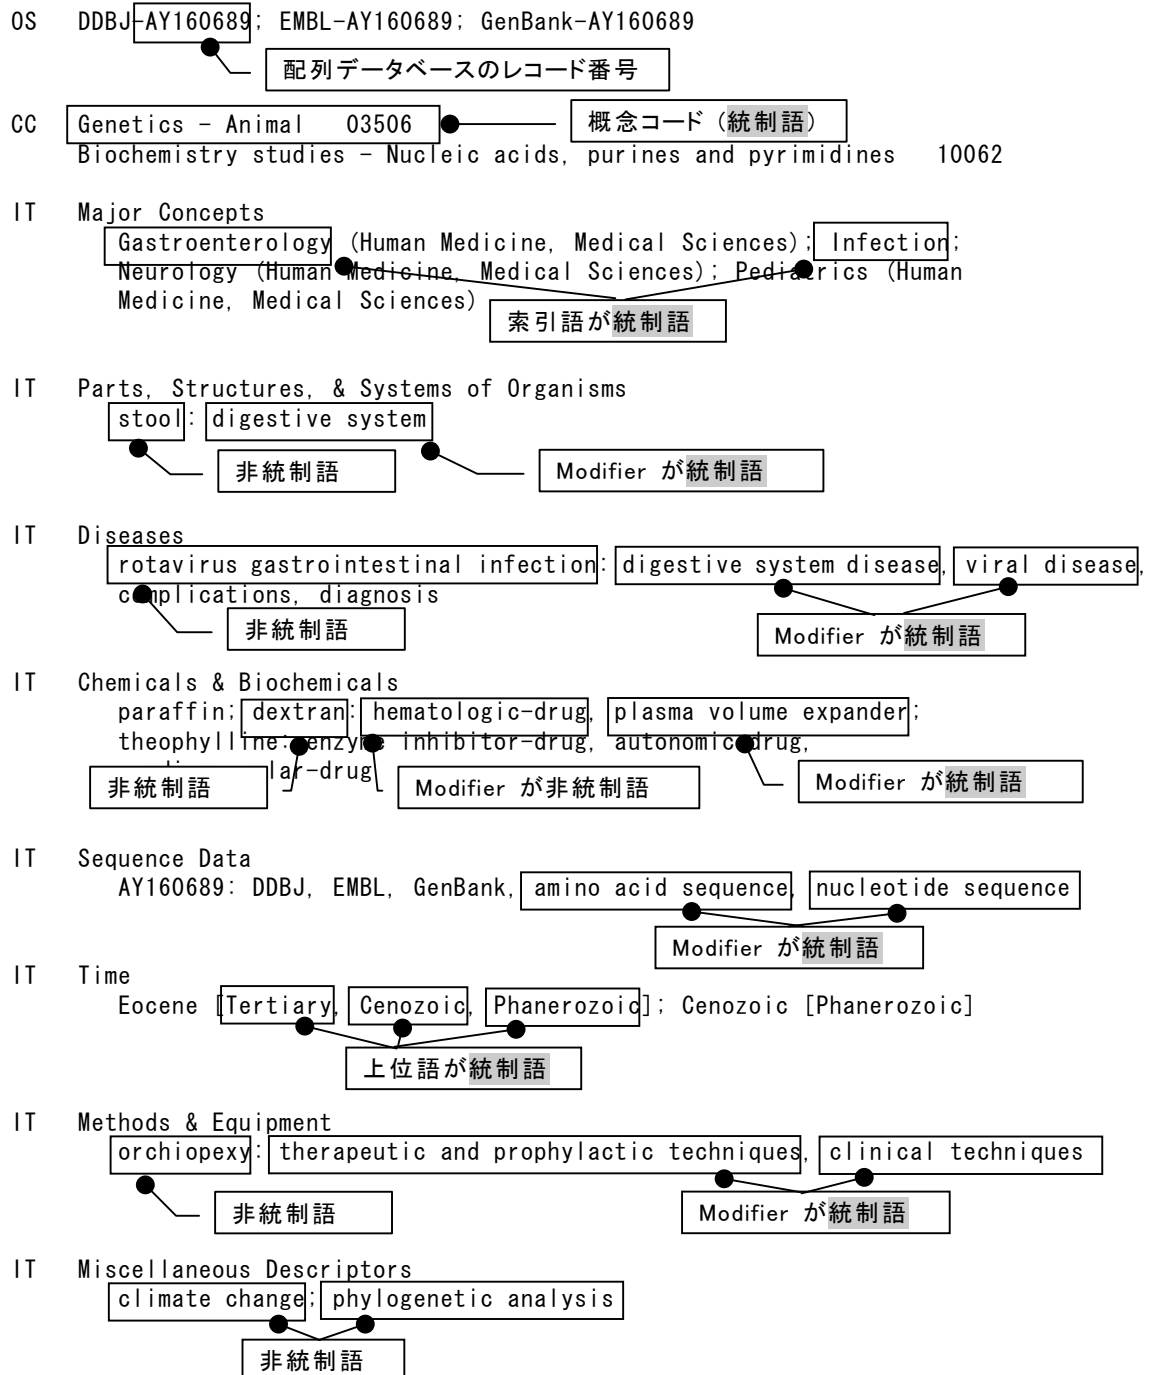 OS DDBJ-AY160689; EMBL-AY160689; GenBank-AY160689
配列データベースのレコード番号
CC Genetics - Animal 03506
概念コード (統制語)
Biochemistry studies - Nucleic acids, purines and pyrimidines 10062
IT Major Concepts
Gastroenterology (Human Medicine, Medical Sciences); Infection;
Neurology (Human Medicine, Medical Sciences); Pediatrics (Human
Medicine, Medical Sciences)
索引語が統制語
IT Parts, Structures, & Systems of Organisms
stool: digestive system
非統制語
Modifier が統制語
IT Diseases
rotavirus gastrointestinal infection: digestive system disease, viral disease,
complications, diagnosis
非統制語
Modifier が統制語
IT Chemicals & Biochemicals
paraffin; dextran: hematologic-drug, plasma volume expander;
theophylline: enzyme inhibitor-drug, autonomic-drug,
lar-drug
非統制語
Modifier が非統制語
Modifier が統制語
IT Sequence Data
AY160689: DDBJ, EMBL, GenBank, amino acid sequence, nucleotide sequence
Modifier が統制語
IT Time
Eocene [Tertiary, Cenozoic, Phanerozoic]; Cenozoic [Phanerozoic]
上位語が統制語
IT Methods & Equipment
orchiopexy: therapeutic and prophylactic techniques, clinical techniques
非統制語
Modifier が統制語
IT Miscellaneous Descriptors
climate change; phylogenetic analysis
非統制語